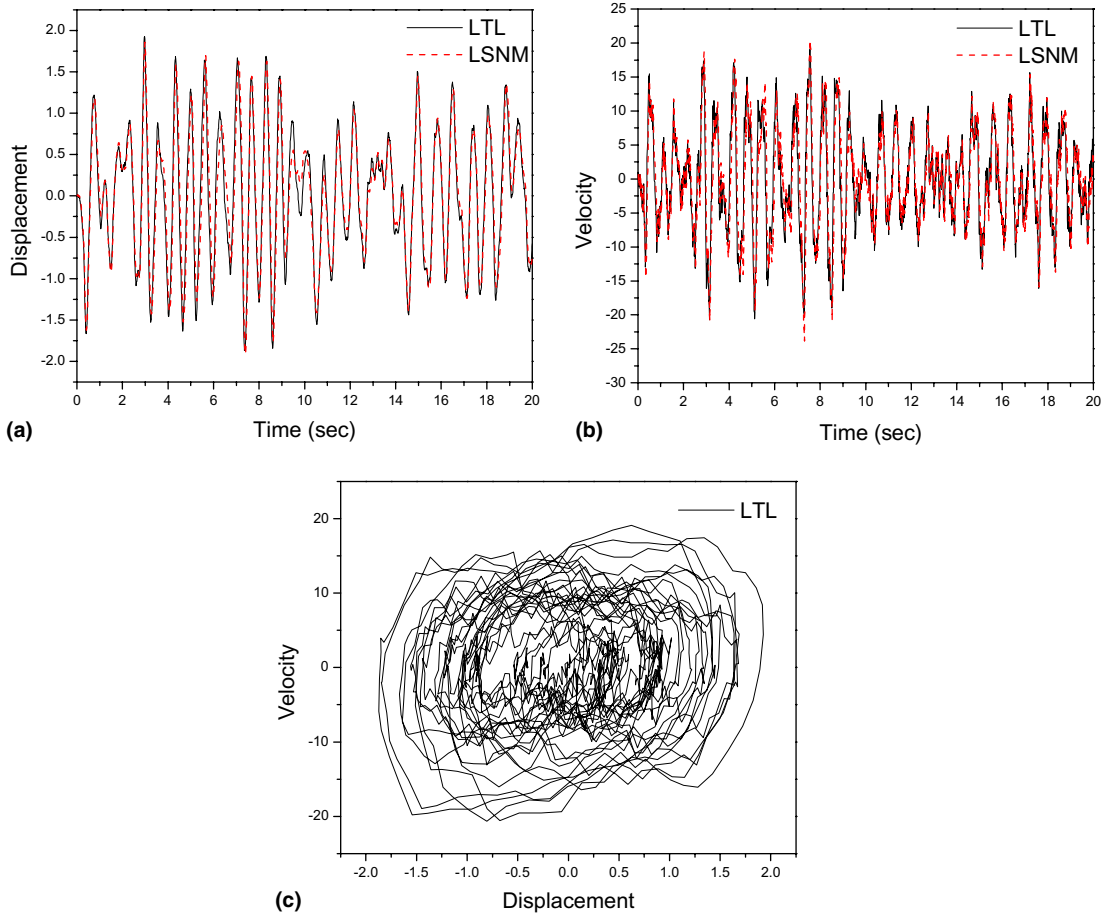 LTL
LSNM
2.0
1.5
1.0
0.5
0.0
-0.5
-1.0
-1.5
-2.0
Displacement
0 2 4 6 8 10 12 14 16 18 20
Time (sec)
(a)
LTL
LSNM
25
20
15
10
5
0
-5
-10
-15
-20
-25
-30
Velocity
0 2 4 6 8 10 12 14 16 18 20
Time (sec)
(b)
LTL
20
10
0
-10
-20
Velocity
-2.0 -1.5 -1.0 -0.5 0.0 0.5 1.0 1.5 2.0
Displacement
(c)